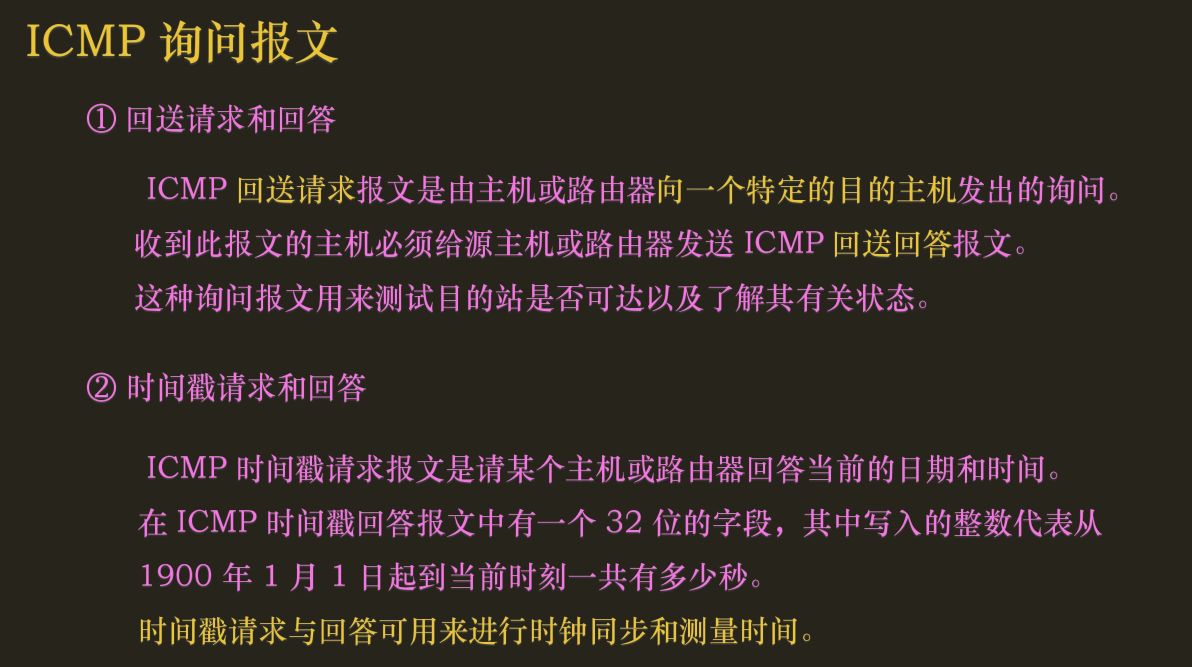 ICMP 询问报文
① 回送请求和回答
ICMP 回送请求报文是由主机或路由器向一个特定的目的主机发出的询问。
收到此报文的主机必须给源主机或路由器发送 ICMP 回送回答报文。
这种询问报文用来测试目的站是否可达以及了解其有关状态。
② 时间戳请求和回答
ICMP 时间戳请求报文是请某个主机或路由器回答当前的日期和时间。
在 ICMP 时间戳回答报文中有一个 32 位的字段，其中写入的整数代表从
1900 年 1 月 1 日起到当前时刻一共有多少秒。
时间戳请求与回答可用来进行时钟同步和测量时间。